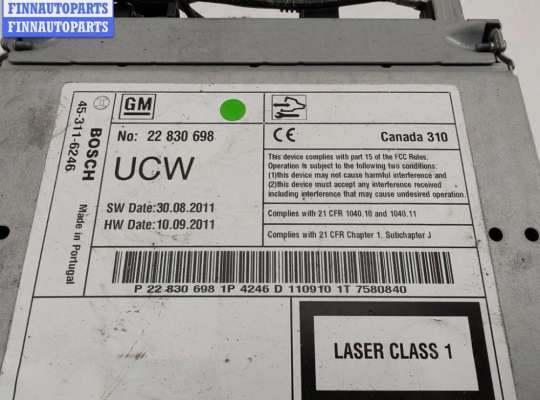 FINNAUTOPARTS
FINNAUTOPARTS
BOSCH
45-311-6246
Made in Portugal
GM
No: 22 830 698
UCW
SW Date:30.08.2011
HW Date:10.09.2011
CE
Canada 310
This device complies with part 15 of the FCC Rules.
Operation is subject to the following two conditions:
(1)this device may not cause harmful interference and
(2)this device must accept any interference received
including interference that may cause undesired operation.
Complies with 21 CFR 1040.10 and 1040.11
Complies with 21 CFR Chapter 1, Subchapter J
P 22 830 698 1P 4246 D 110910 1T 7580840
LASER CLASS 1